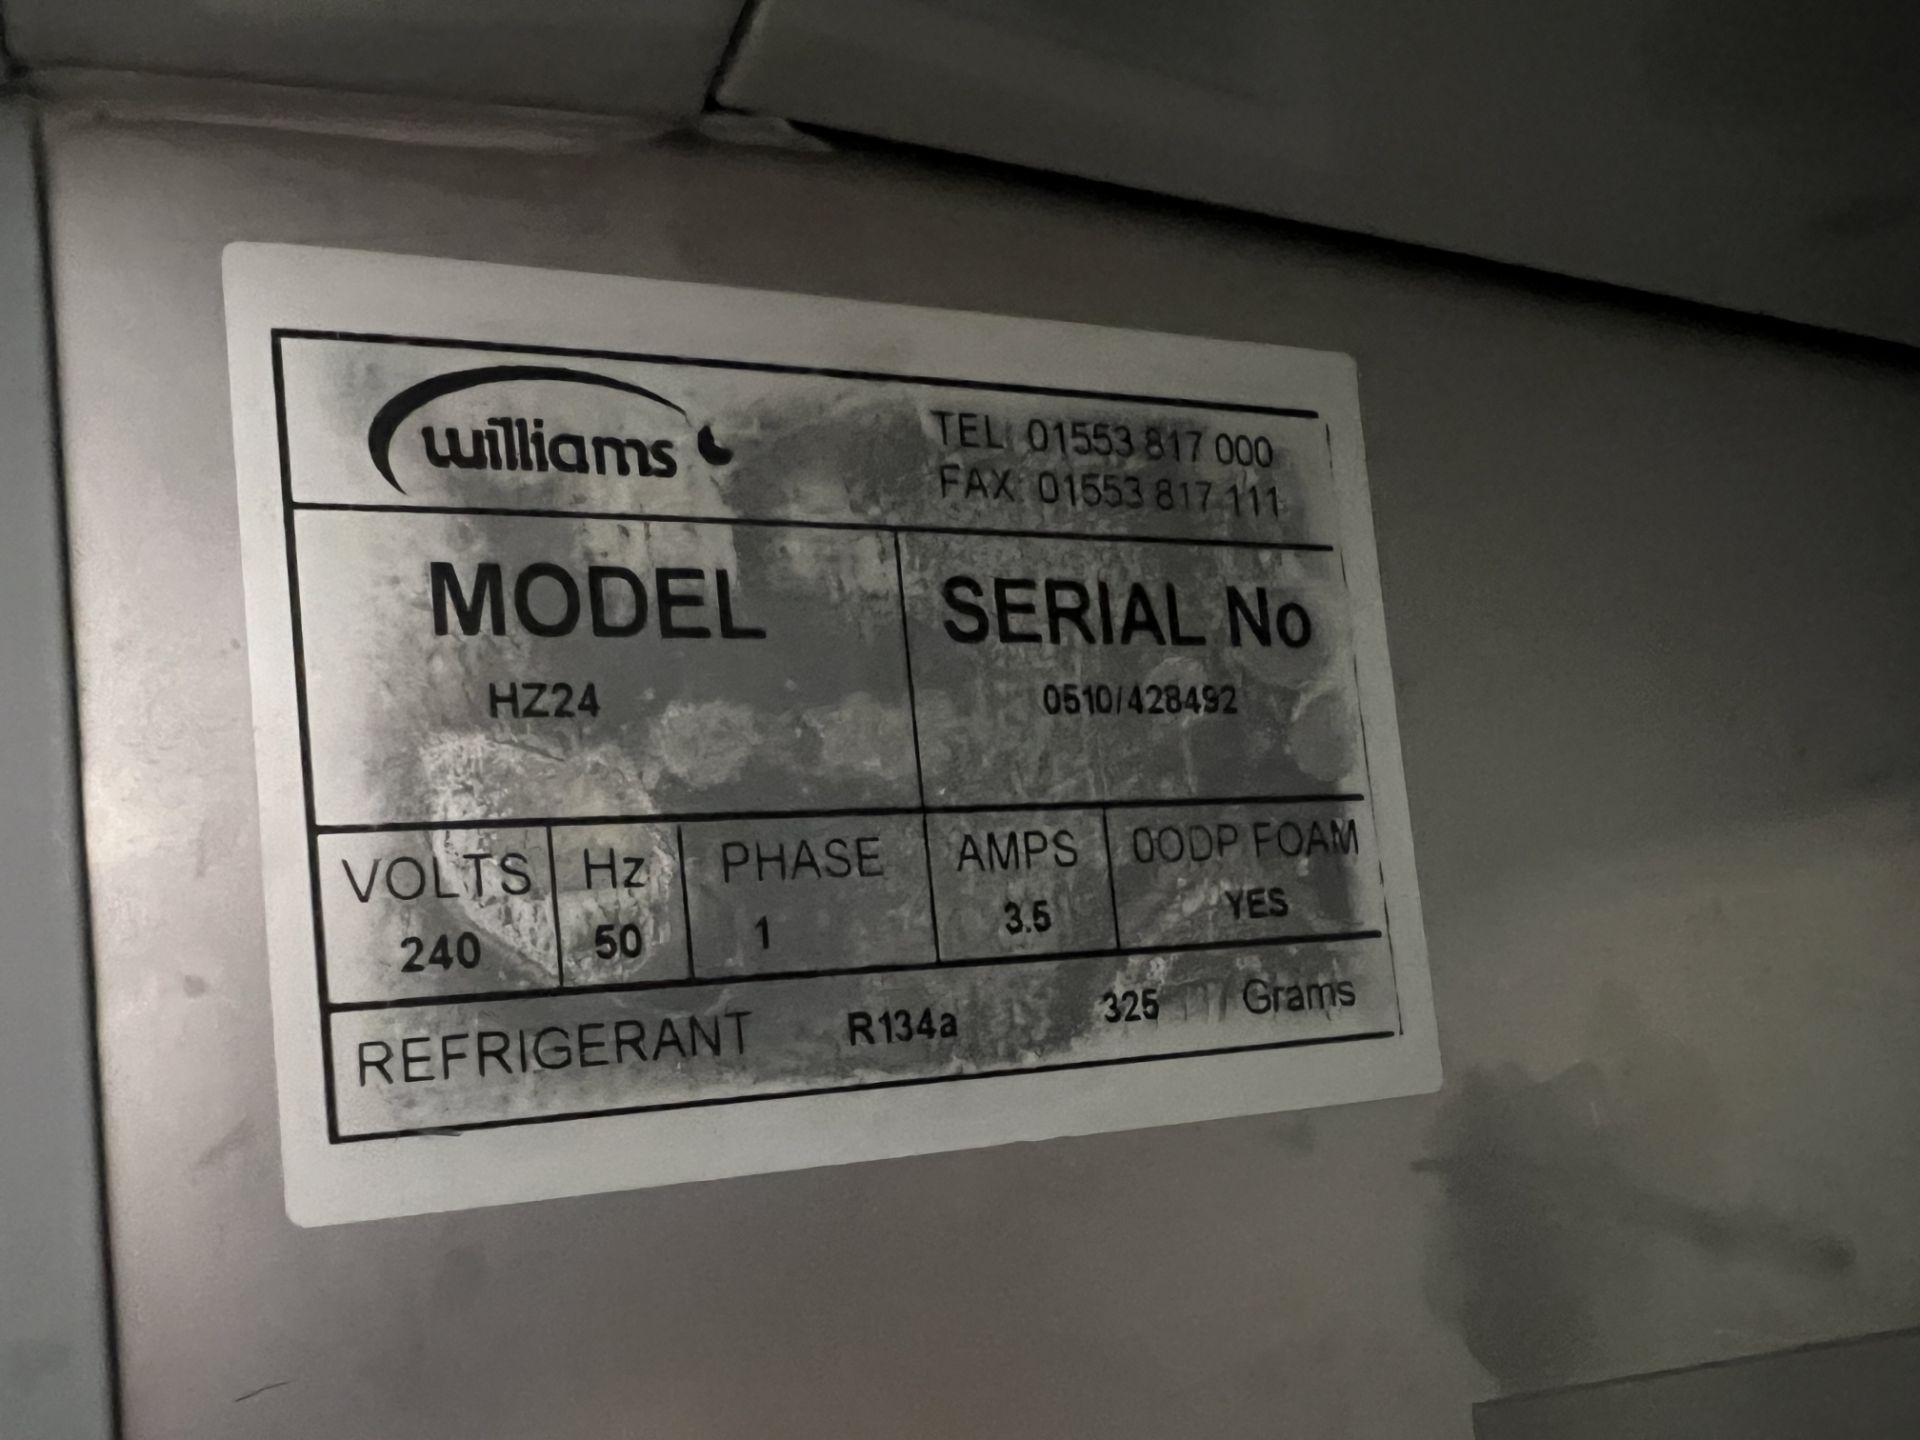 williams
TEL: 01553 817 000
FAX: 01553 817 111
MODEL
HZ24
SERIAL No
0510/428492
VOLTS Hz PHASE AMPS 0ODP FOAM
240 50 1 3.5 YES
REFRIGERANT R134a 325 Grams